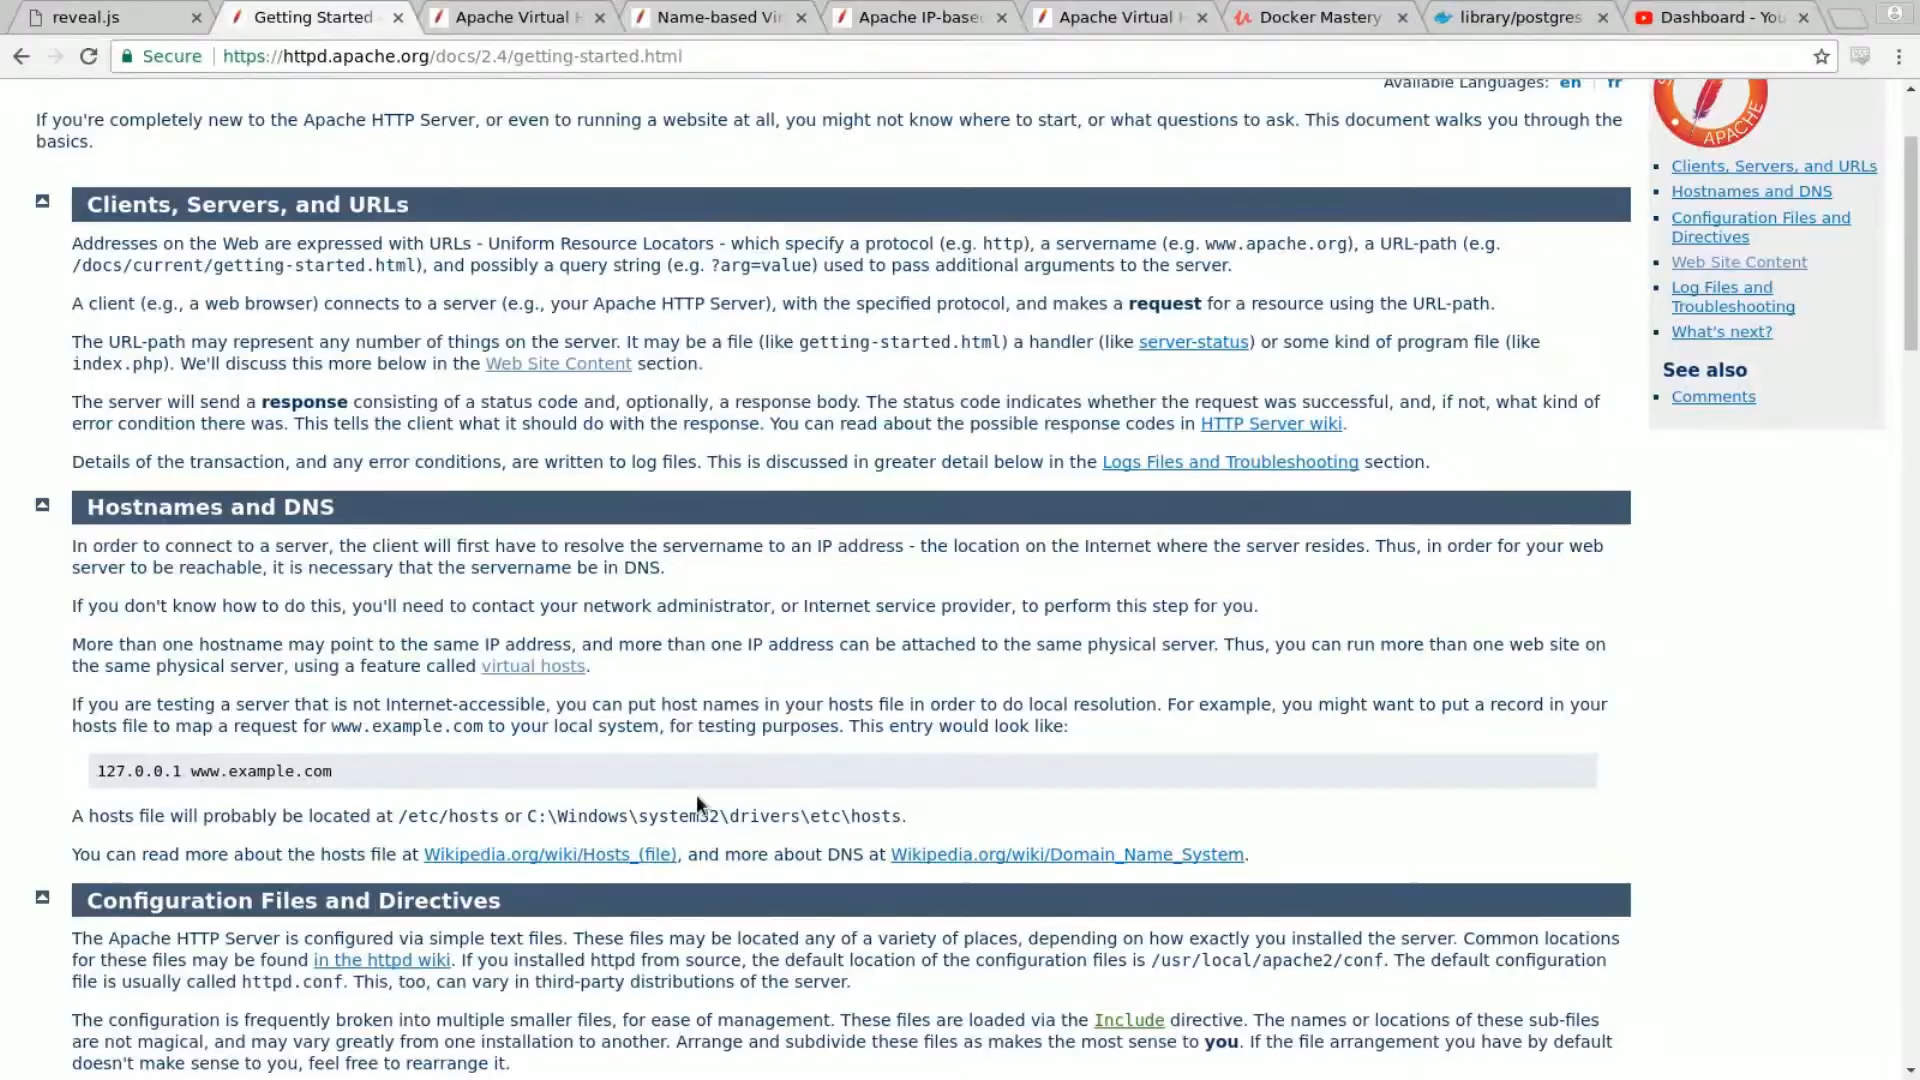 reveal.js
Getting Started
Apache Virtual H
Name-based Vir
Apache IP-base
Apache Virtual H
Docker Mastery
library/postgres
Dashboard - You
Secure
https://httpd.apache.org/docs/2.4/getting-started.html
Available Languages: en | fr
If you're completely new to the Apache HTTP Server, or even to running a website at all, you might not know where to start, or what questions to ask. This document walks you through the
basics.
Clients, Servers, and URLs
Addresses on the Web are expressed with URLs - Uniform Resource Locators - which specify a protocol (e.g. http), a servername (e.g. www.apache.org), a URL-path (e.g.
/docs/current/getting-started.html), and possibly a query string (e.g. ?arg=value) used to pass additional arguments to the server.
A client (e.g., a web browser) connects to a server (e.g., your Apache HTTP Server), with the specified protocol, and makes a request for a resource using the URL-path.
The URL-path may represent any number of things on the server. It may be a file (like getting-started.html) a handler (like server-status) or some kind of program file (like
index.php). We'll discuss this more below in the Web Site Content section.
The server will send a response consisting of a status code and, optionally, a response body. The status code indicates whether the request was successful, and, if not, what kind of
error condition there was. This tells the client what it should do with the response. You can read about the possible response codes in HTTP Server wiki.
Details of the transaction, and any error conditions, are written to log files. This is discussed in greater detail below in the Logs Files and Troubleshooting section.
Hostnames and DNS
In order to connect to a server, the client will first have to resolve the servername to an IP address - the location on the Internet where the server resides. Thus, in order for your web
server to be reachable, it is necessary that the servername be in DNS.
If you don't know how to do this, you'll need to contact your network administrator, or Internet service provider, to perform this step for you.
More than one hostname may point to the same IP address, and more than one IP address can be attached to the same physical server. Thus, you can run more than one web site on
the same physical server, using a feature called virtual hosts.
If you are testing a server that is not Internet-accessible, you can put host names in your hosts file in order to do local resolution. For example, you might want to put a record in your
hosts file to map a request for www.example.com to your local system, for testing purposes. This entry would look like:
127.0.0.1 www.example.com
A hosts file will probably be located at /etc/hosts or C:\Windows\system32\drivers\etc\hosts.
You can read more about the hosts file at Wikipedia.org/wiki/Hosts_(file), and more about DNS at Wikipedia.org/wiki/Domain_Name_System.
Configuration Files and Directives
The Apache HTTP Server is configured via simple text files. These files may be located any of a variety of places, depending on how exactly you installed the server. Common locations
for these files may be found in the httpd wiki. If you installed httpd from source, the default location of the configuration files is /usr/local/apache2/conf. The default configuration
file is usually called httpd.conf. This, too, can vary in third-party distributions of the server.
The configuration is frequently broken into multiple smaller files, for ease of management. These files are loaded via the Include directive. The names or locations of these sub-files
are not magical, and may vary greatly from one installation to another. Arrange and subdivide these files as makes the most sense to you. If the file arrangement you have by default
doesn't make sense to you, feel free to rearrange it.
APACHE
Clients, Servers, and URLs
Hostnames and DNS
Configuration Files and
Directives
Web Site Content
Log Files and
Troubleshooting
What's next?
See also
Comments